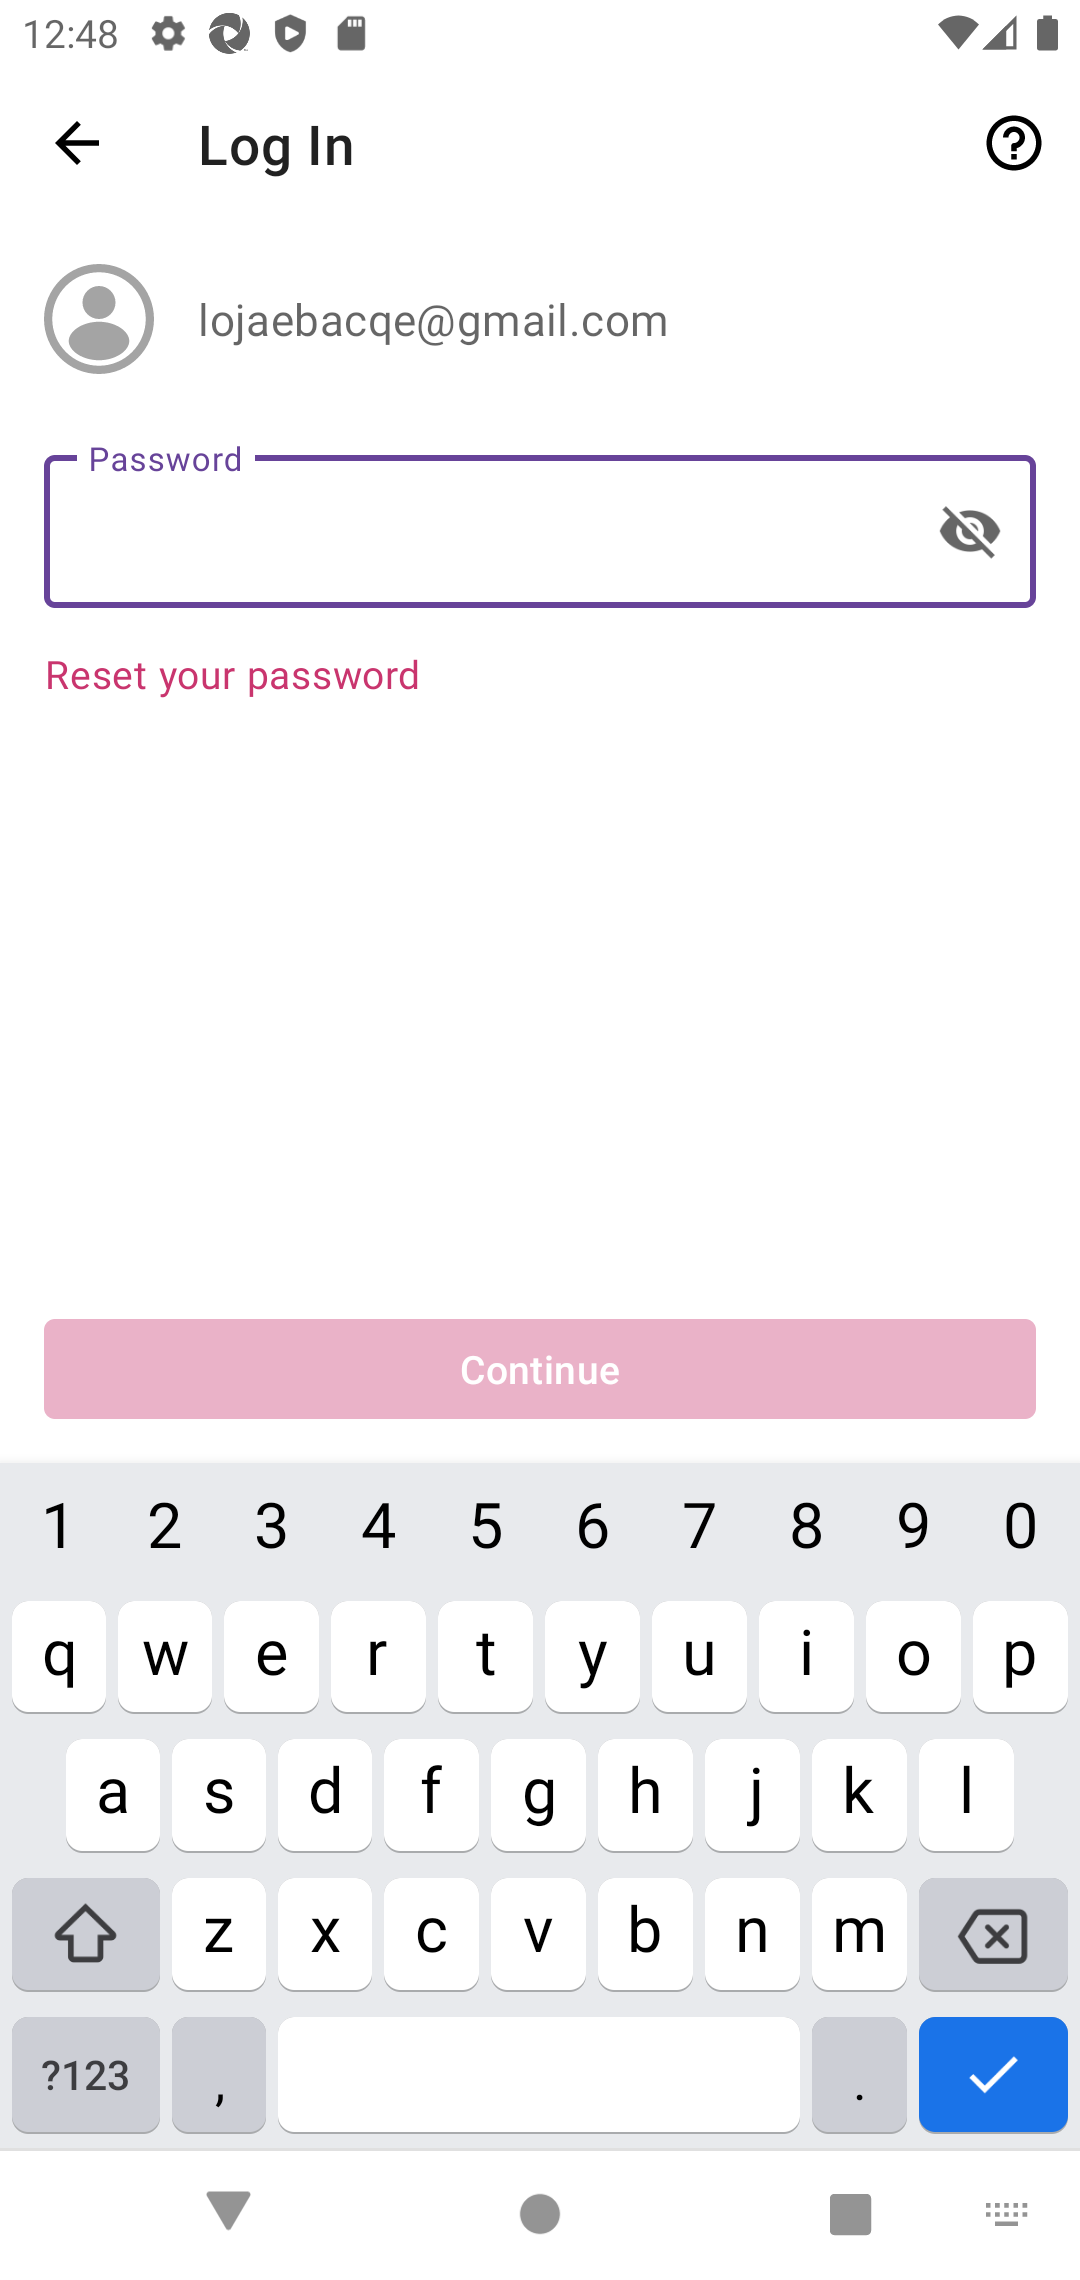 12:48
Log In
lojaebacqe@gmail.com
Password
Reset your password
Continue
1 2 3 4 5 6 7 8 9 0
q w e r t y u i o p
a s d f g h j k l
z x c v b n m
?123 , .